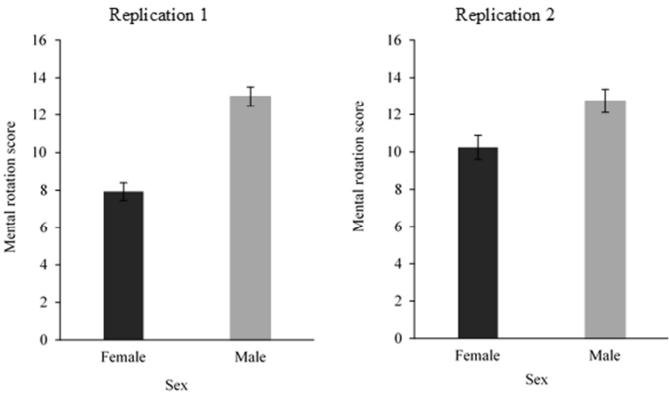 Replication 1
Mental rotation score
16
14
12
10
8
6
4
2
0
Female
Male
Sex
Replication 2
Mental rotation score
16
14
12
10
8
6
4
2
0
Female
Male
Sex